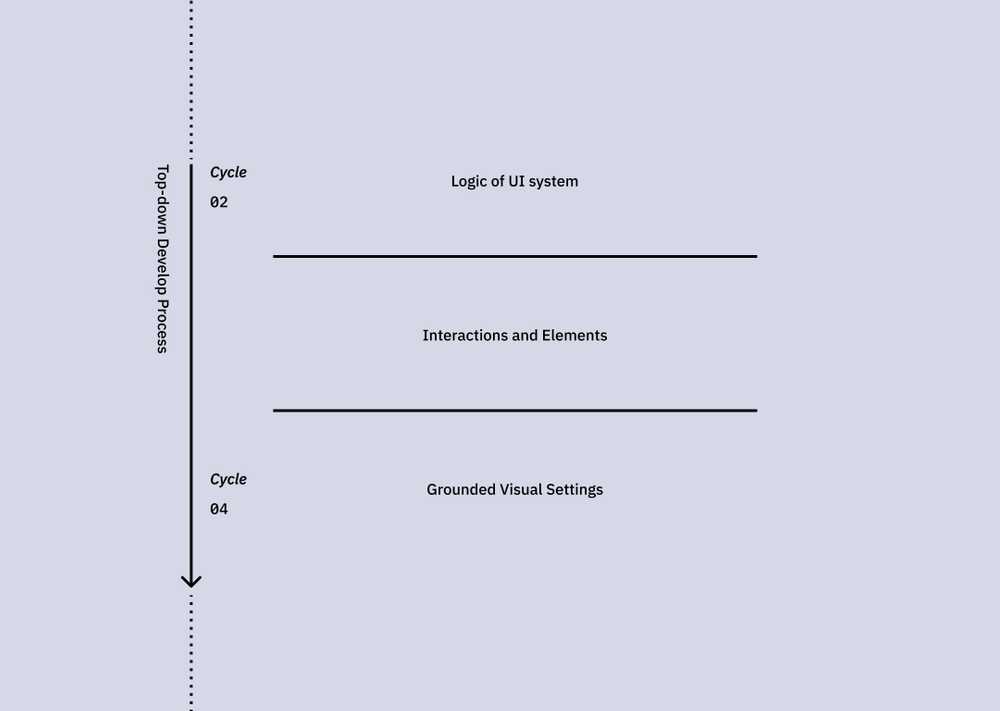 Top-down Develop Process
Cycle
02
Logic of UI system
Interactions and Elements
Cycle
04
Grounded Visual Settings